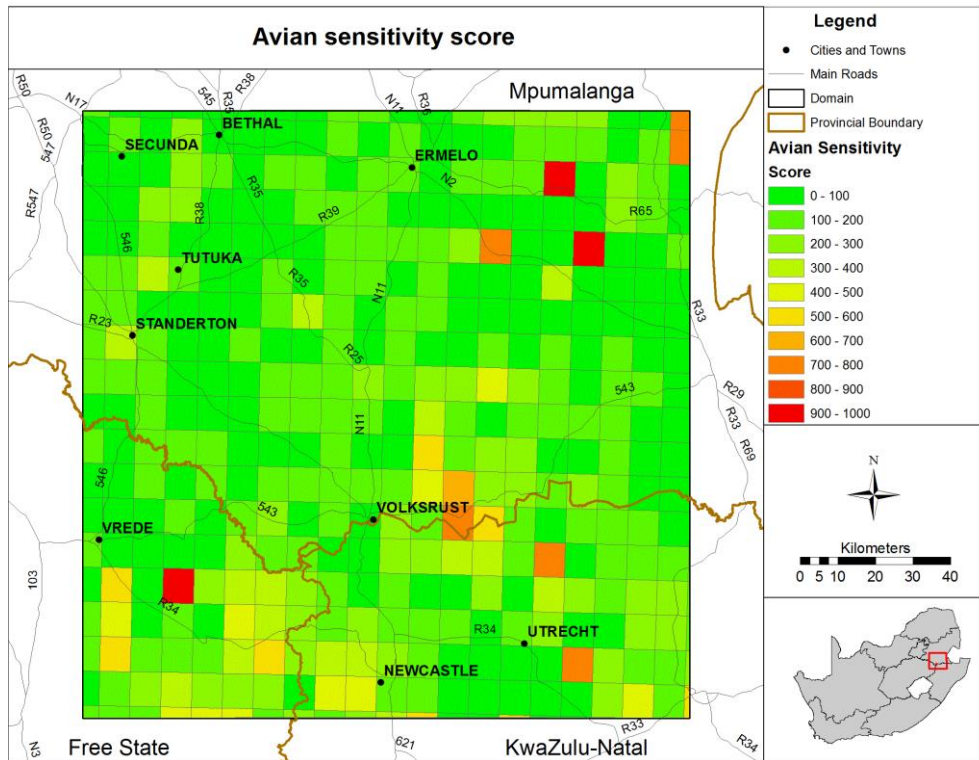 Avian sensitivity score
Legend
Cities and Towns
Main Roads
Domain
Provincial Boundary
Avian Sensitivity
Score
0 - 100
100 - 200
200 - 300
300 - 400
400 - 500
500 - 600
600 - 700
700 - 800
800 - 900
900 - 1000
N
Kilometers
0 5 10 20 30 40
Mpumalanga
R50
N17
545
R35
R38
N11
R36
R50
547
BETHAL
SECUNDA
ERMELO
N2
R35
R65
R547
R38
R39
546
TUTUKA
R35
N11
R33
R23
STANDERTON
R25
543
R29
R33
N11
R69
546
543
VOLKSRUST
VREDE
103
R34
R34
UTRECHT
NEWCASTLE
R33
R34
N3
621
Free State
KwaZulu-Natal